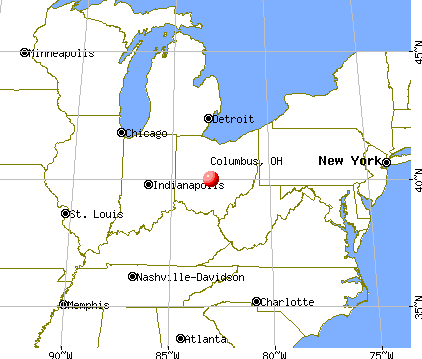 45°N
Minneapolis
Detroit
Chicago
Columbus, OH
New York
40°N
Indianapolis
St. Louis
Nashville-Davidson
Memphis
Charlotte
35°N
Atlanta
90°W
85°W
80°W
75°W